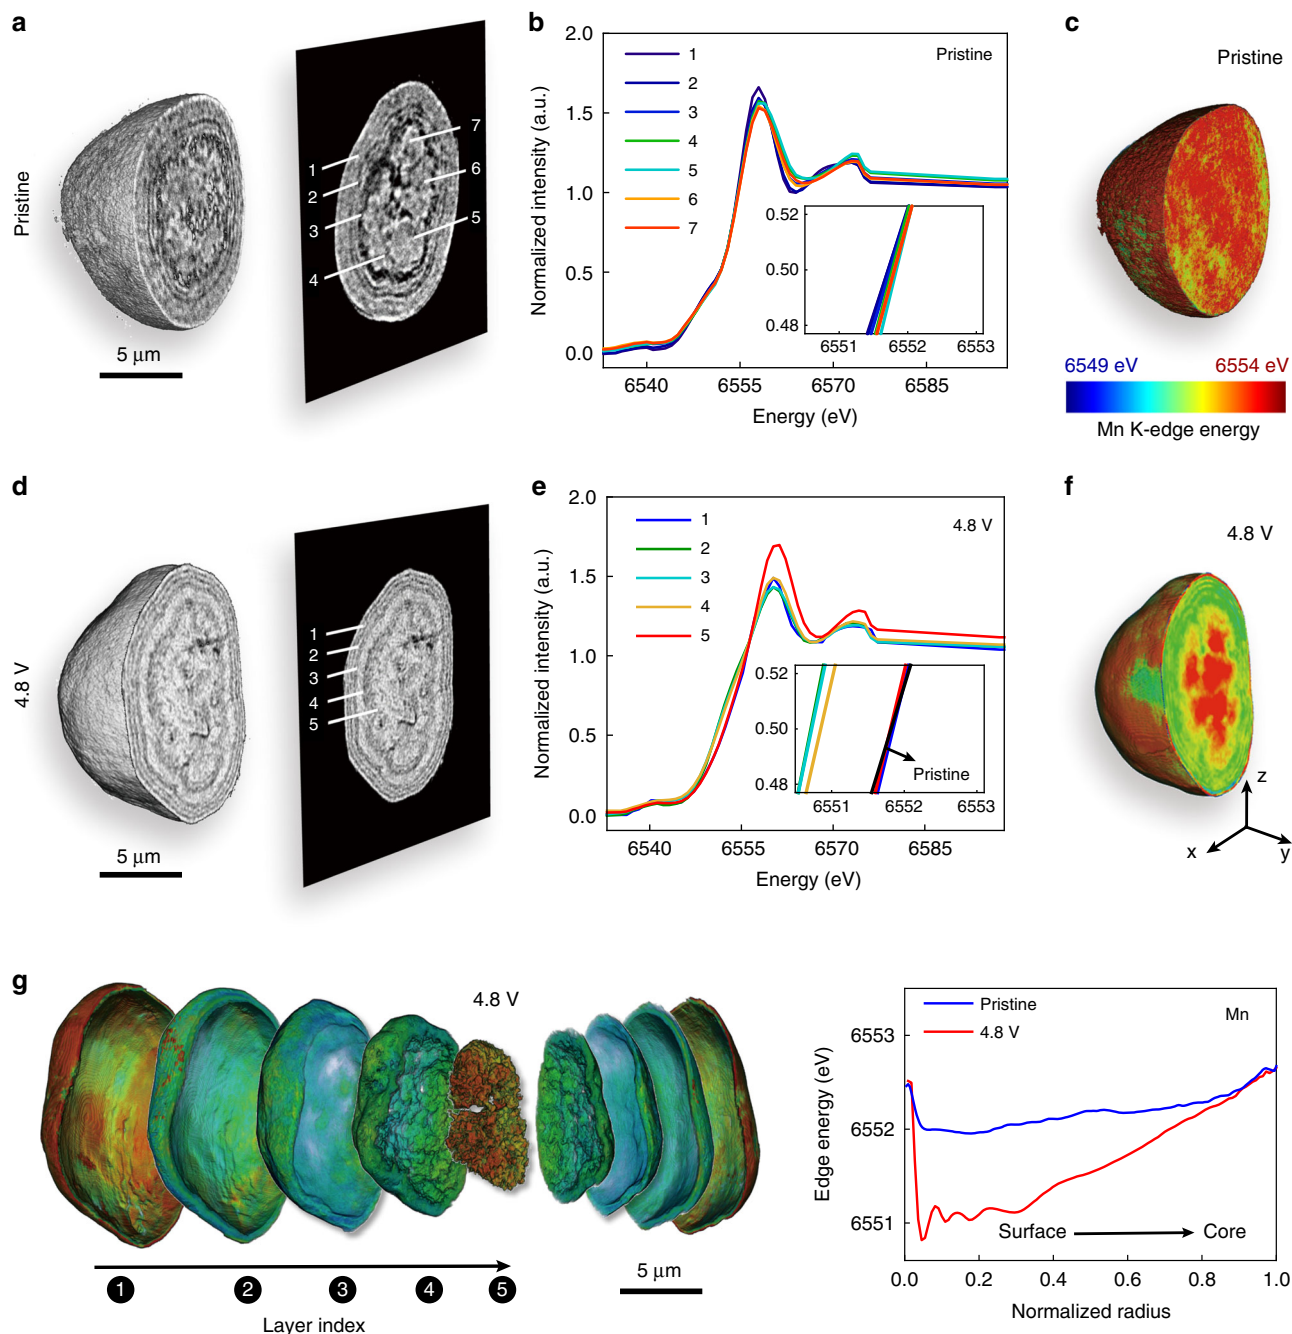 a
Pristine
5 μm
1
2
3
4
5
6
7
b
2.0
1.5
1.0
0.5
0.0
Normalized intensity (a.u.)
1
2
3
4
5
6
7
Pristine
0.52
0.50
0.48
6551 6552 6553
6540 6555 6570 6585
Energy (eV)
c
Pristine
6549 eV 6554 eV
Mn K-edge energy
d
4.8 V
5 μm
1
2
3
4
5
e
2.0
1.5
1.0
0.5
0.0
Normalized intensity (a.u.)
1
2
3
4
5
4.8 V
0.52
0.50
0.48
Pristine
6551 6552 6553
6540 6555 6570 6585
Energy (eV)
f
4.8 V
z
x
y
g
4.8 V
1 2 3 4 5
Layer index
5 μm
Pristine
4.8 V
Mn
6553
6552
6551
Edge energy (eV)
Surface Core
0.0 0.2 0.4 0.6 0.8 1.0
Normalized radius